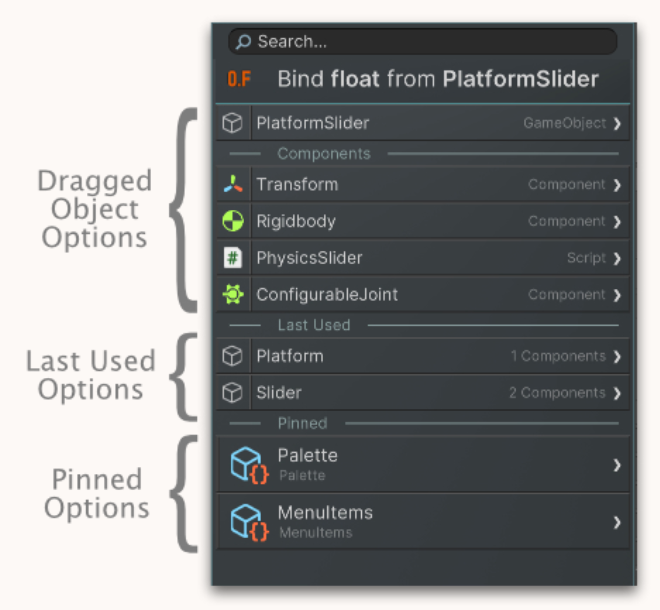 Search...
0.F Bind float from PlatformSlider
Dragged
Object
Options
PlatformSlider GameObject
Components
Transform Component
Rigidbody Component
# PhysicsSlider Script
ConfigurableJoint Component
Last Used
Last Used
Options
Platform 1 Components
Slider 2 Components
Pinned
Pinned
Options
Palette
Palette
{}
MenuItems
MenuItems
{}